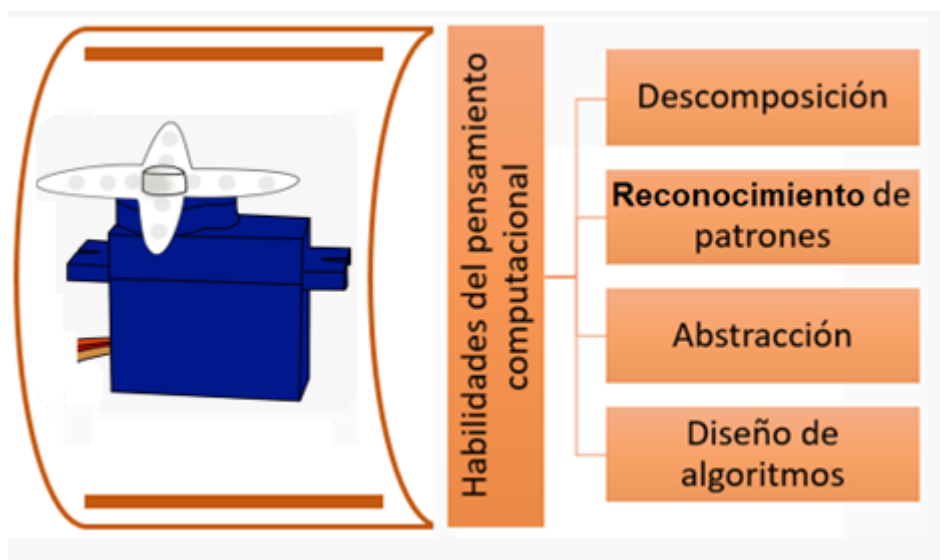 Habilidades del pensamiento
computacional
Descomposición
Reconocimiento de
patrones
Abstracción
Diseño de
algoritmos